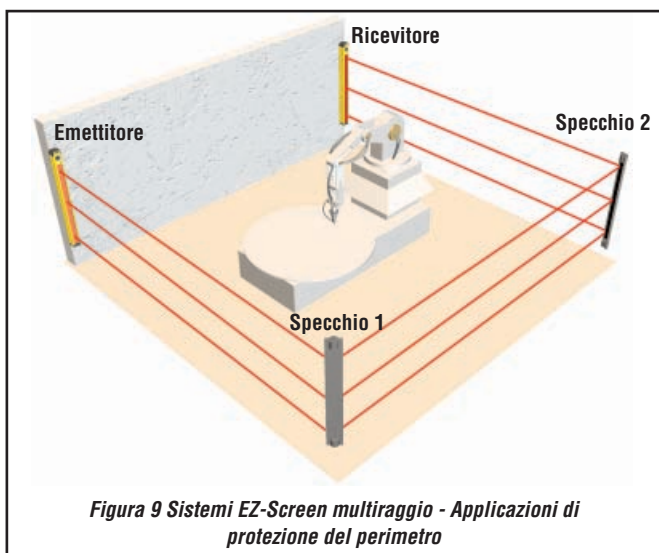 Ricevitore
Emettitore
Specchio 2
Specchio 1
Figura 9 Sistemi EZ-Screen multiraggio - Applicazioni di
protezione del perimetro